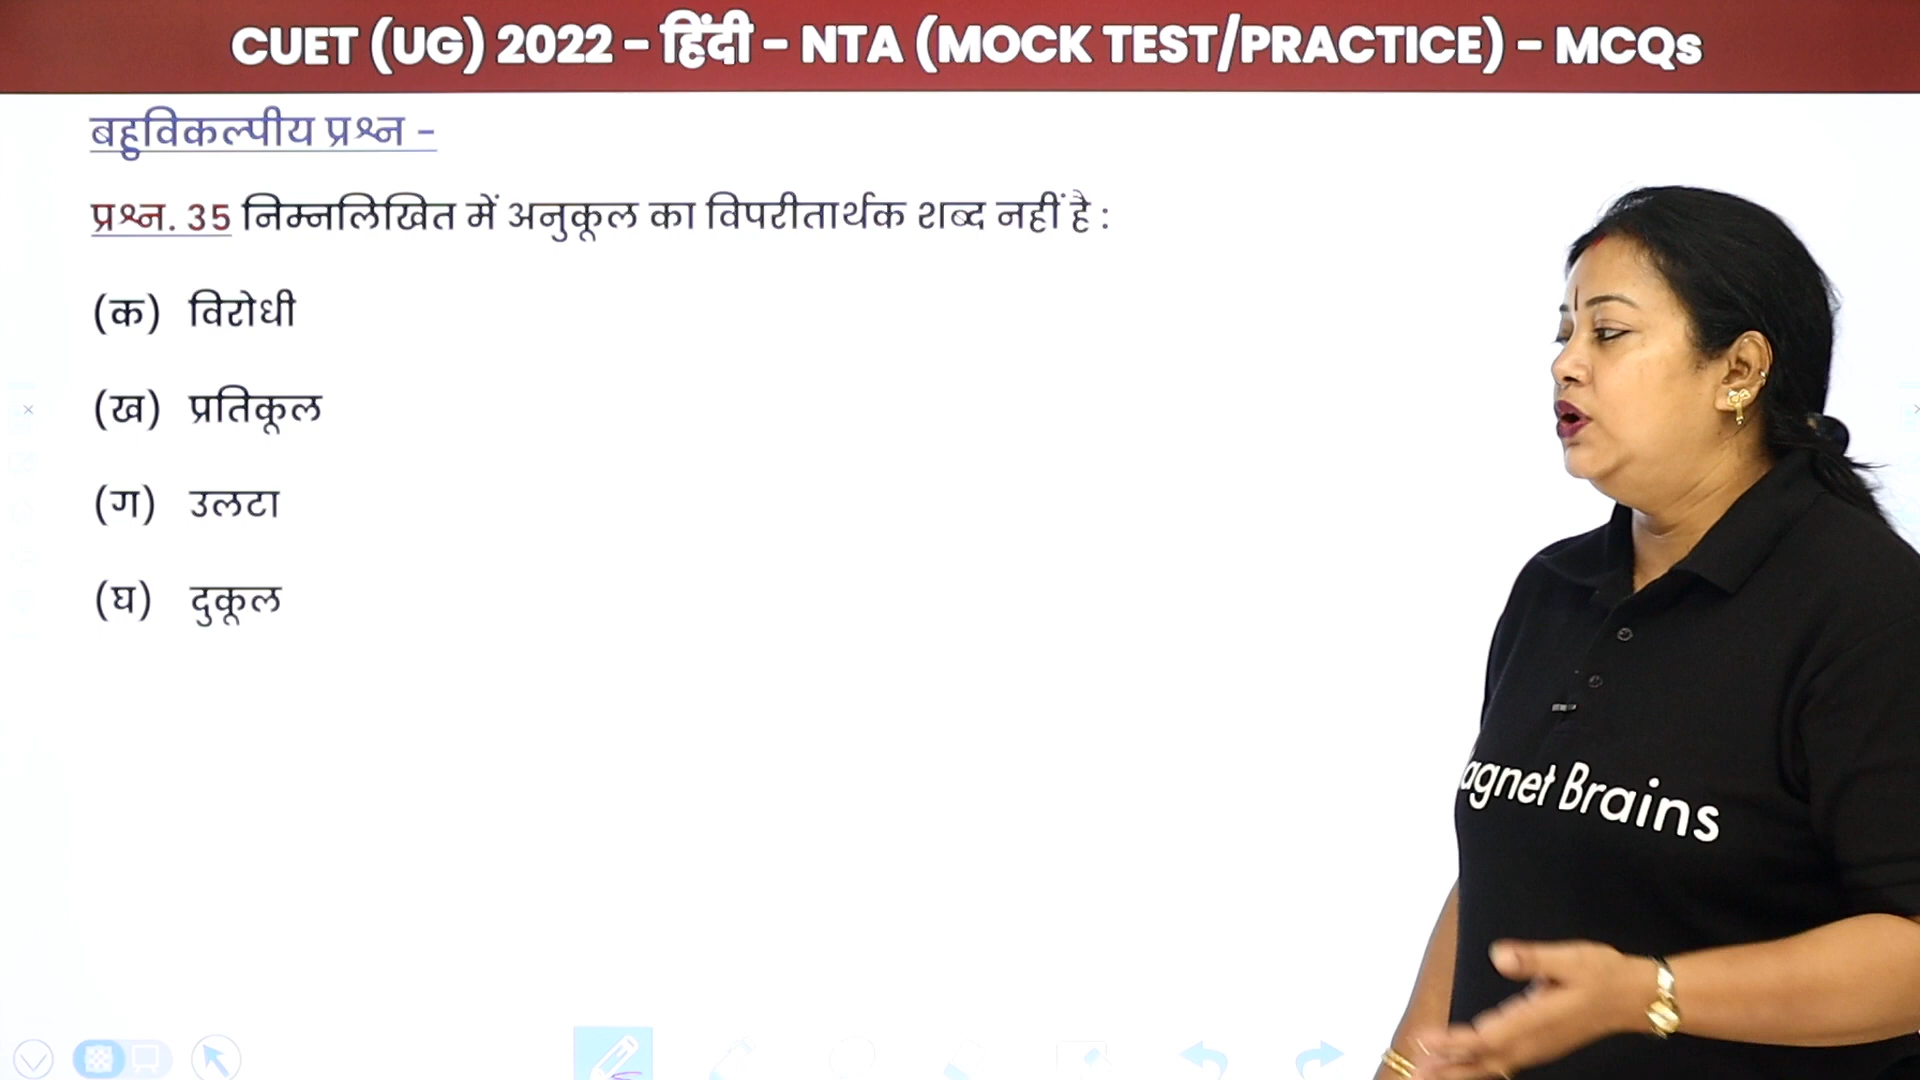 CUET (UG) 2022 – हिंदी – NTA (MOCK TEST/PRACTICE) – MCQs
बहुविकल्पीय प्रश्न –
प्रश्न. 35 निम्नलिखित में अनुकूल का विपरीतार्थक शब्द नहीं है :
(क) विरोधी
(ख) प्रतिकूल
(ग) उलटा
(घ) दुकूल
agnet Brains